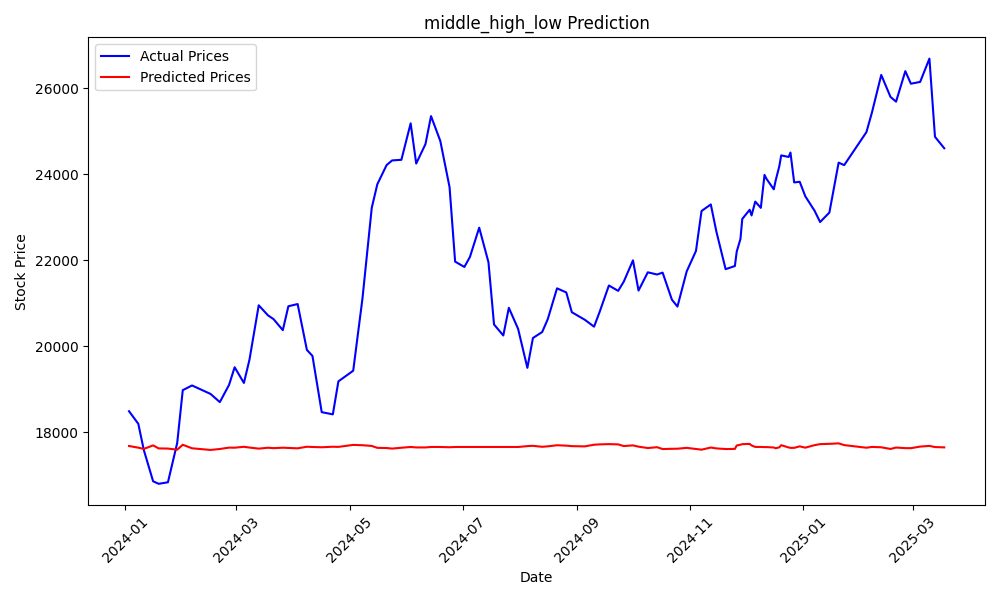 middle_high_low Prediction
Actual Prices
Predicted Prices
26000
24000
22000
20000
18000
Stock Price
2024-01
2024-03
2024-05
2024-07
2024-09
2024-11
2025-01
2025-03
Date